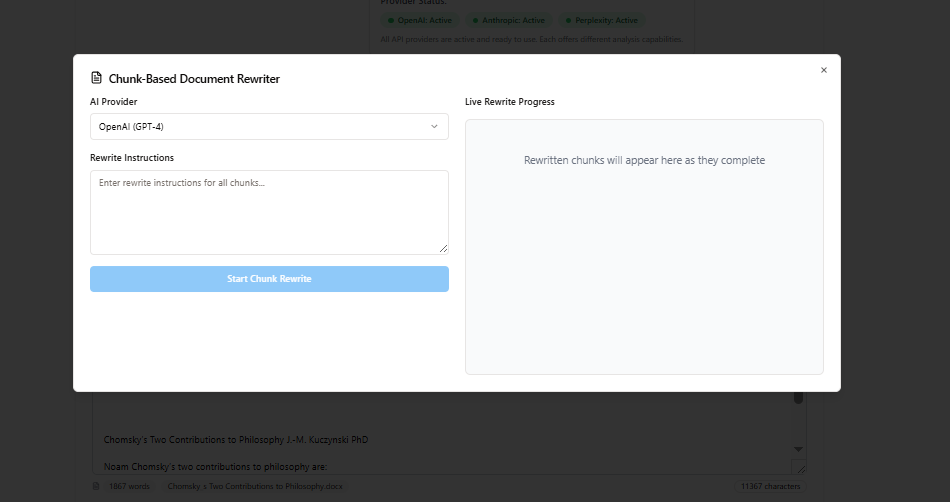 Provider Status:
OpenAI: Active Anthropic: Active Perplexity: Active
All API providers are active and ready to use. Each offers different analysis capabilities.
Chunk-Based Document Rewriter
×
AI Provider
OpenAI (GPT-4)
Rewrite Instructions
Enter rewrite instructions for all chunks...
Start Chunk Rewrite
Live Rewrite Progress
Rewritten chunks will appear here as they complete
Chomsky's Two Contributions to Philosophy J.-M. Kuczynski PhD
Noam Chomsky's two contributions to philosophy are:
1867 words Chomsky_s Two Contributions to Philosophy.docx 11367 characters